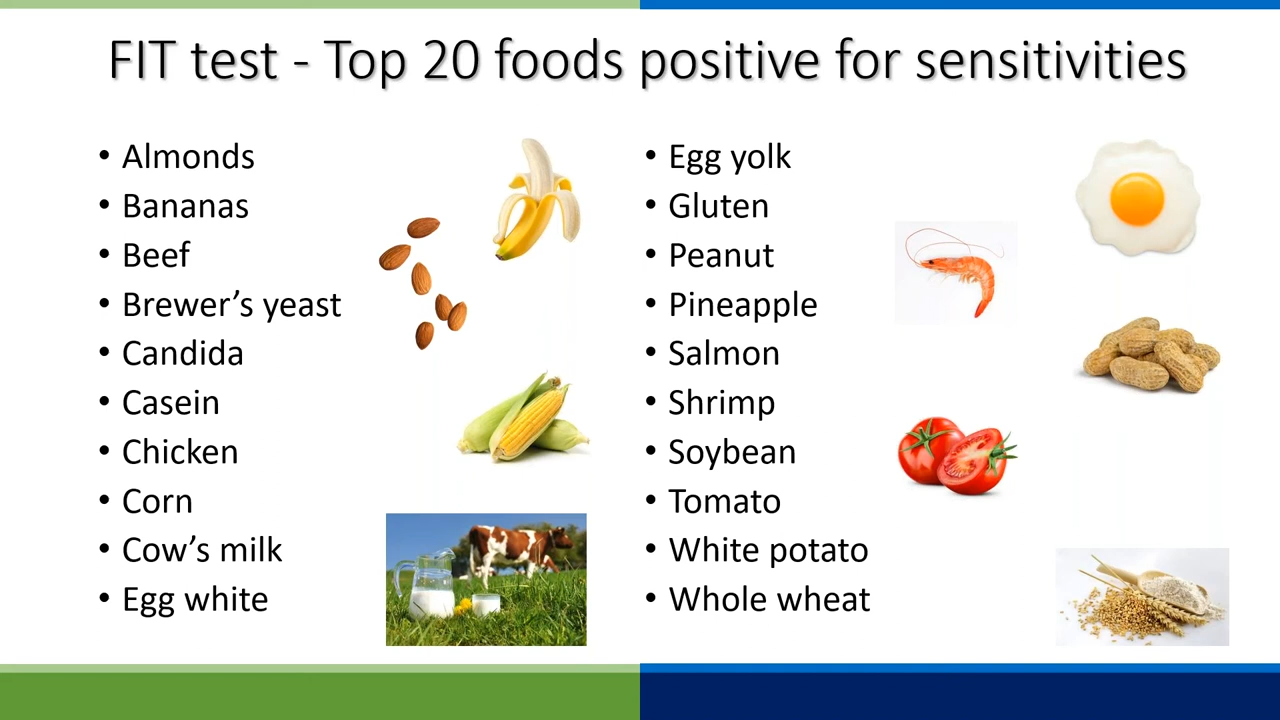 FIT test - Top 20 foods positive for sensitivities
• Almonds
• Bananas
• Beef
• Brewer’s yeast
• Candida
• Casein
• Chicken
• Corn
• Cow’s milk
• Egg white
• Egg yolk
• Gluten
• Peanut
• Pineapple
• Salmon
• Shrimp
• Soybean
• Tomato
• White potato
• Whole wheat